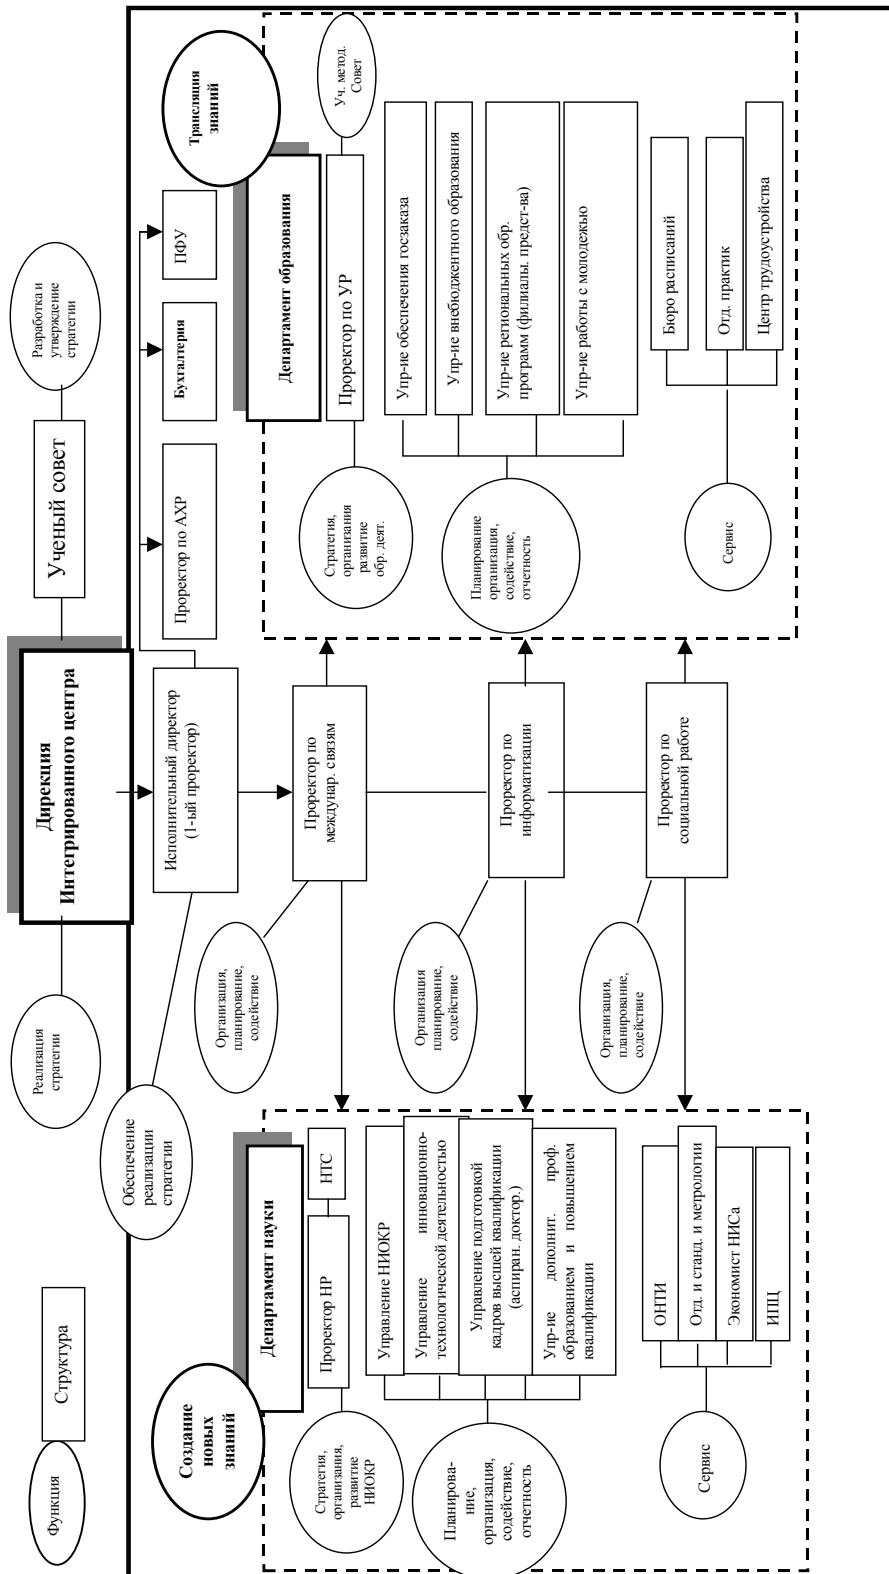 Функция
Структура
Реализация
стратегии
Дирекция
Интегрированного центра
Ученый совет
Разработка и
утверждение
стратегии
Обеспечение
реализации
стратегии
Исполнительный директор
(1-ый проректор)
Проректор по АХР
Бухгалтерия
ПФУ
Создание
новых
знаний
Департамент науки
Проректор НР
НТС
Стратегия,
организация,
развитие
НИОКР
Управление НИОКР
Управление инновационно-
технологической деятельностью
Управление подготовкой
кадров высшей квалификации
(аспиран. доктор.)
Упр-ие дополнит. проф.
образованием и повышением
квалификации
Планирова-
ние,
организация,
содействие,
отчетность
ОНТИ
Отд. и станд. и метрологии
Экономист НИСа
ИПЦ
Сервис
Организация,
планирование,
содействие
Проректор по
междунар. связям
Организация
планирование,
содействие
Проректор по
информатизации
Организация,
планирование,
содействие
Проректор по
социальной работе
Трансляция
знаний
Департамент образования
Проректор по УР
Уч. метод.
Совет
Стратегия,
организания
развитие
обр. деят.
Упр-ие обеспечения госзаказа
Упр-ие внебюджентного образования
Упр-ие региональных обр.
программ (филиалы. предст-ва)
Упр-ие работы с молодежью
Планирование
организация,
содействие,
отчетность
Бюро расписаний
Отд. практик
Центр трудоустройства
Сервис